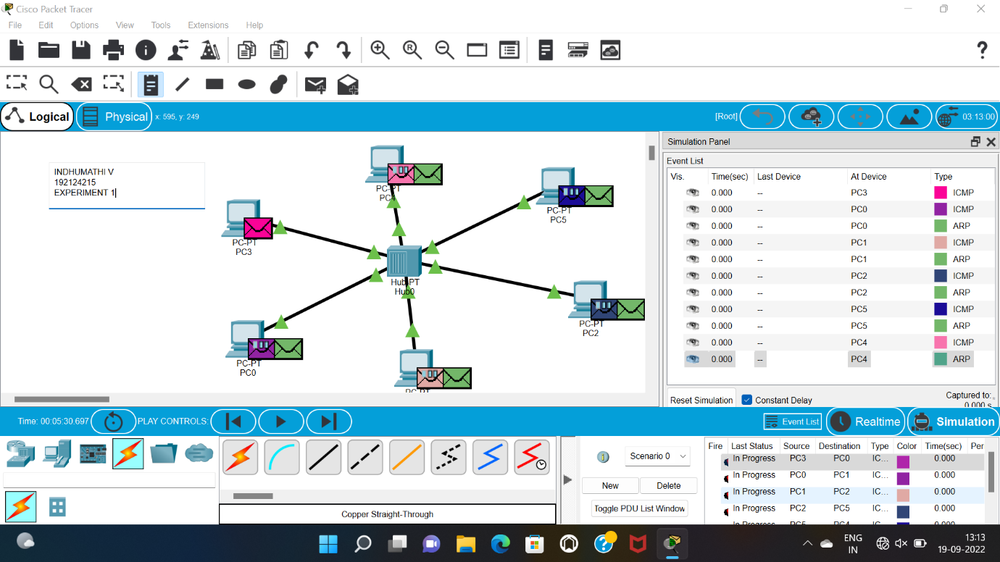 Cisco Packet Tracer
File Edit Options View Tools Extensions Help
Logical Physical x: 595, y: 249 [Root] 03:13:00
INDHUMATHI V
192124215
EXPERIMENT 1
PC-PT
PC4
PC-PT
PC5
PC-PT
PC3
Hub-PT
Hub0
PC-PT
PC2
PC-PT
PC0
PC-PT
Simulation Panel
Event List
Vis. Time(sec) Last Device At Device Type
0.000 -- PC3 ICMP
0.000 -- PC0 ICMP
0.000 -- PC0 ARP
0.000 -- PC1 ICMP
0.000 -- PC1 ARP
0.000 -- PC2 ICMP
0.000 -- PC2 ARP
0.000 -- PC5 ICMP
0.000 -- PC5 ARP
0.000 -- PC4 ICMP
0.000 -- PC4 ARP
Reset Simulation Constant Delay Captured to:
0.000 s
Time: 00:05:30.697 PLAY CONTROLS: Event List Realtime Simulation
Scenario 0
New Delete
Toggle PDU List Window
Copper Straight-Through
Fire Last Status Source Destination Type Color Time(sec) Per
In Progress PC3 PC0 IC... 0.000
In Progress PC0 PC1 IC... 0.000
In Progress PC1 PC2 IC... 0.000
In Progress PC2 PC5 IC... 0.000
In Progress PC5 PC4 IC... 0.000
ENG
IN
13:13
19-09-2022